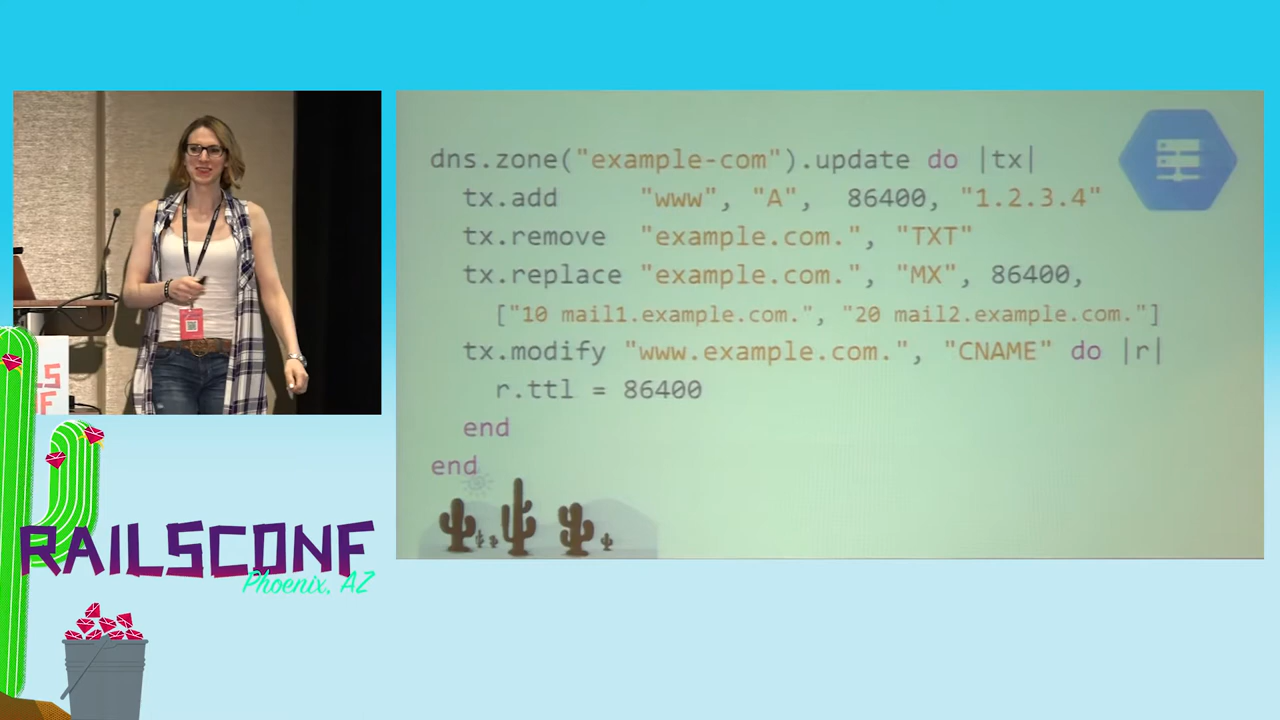 dns.zone("example-com").update do |tx|
tx.add "www", "A", 86400, "1.2.3.4"
tx.remove "example.com.", "TXT"
tx.replace "example.com.", "MX", 86400,
["10 mail1.example.com.", "20 mail2.example.com."]
tx.modify "www.example.com.", "CNAME" do |r|
r.ttl = 86400
end
end
RAILSCONF
Phoenix, AZ